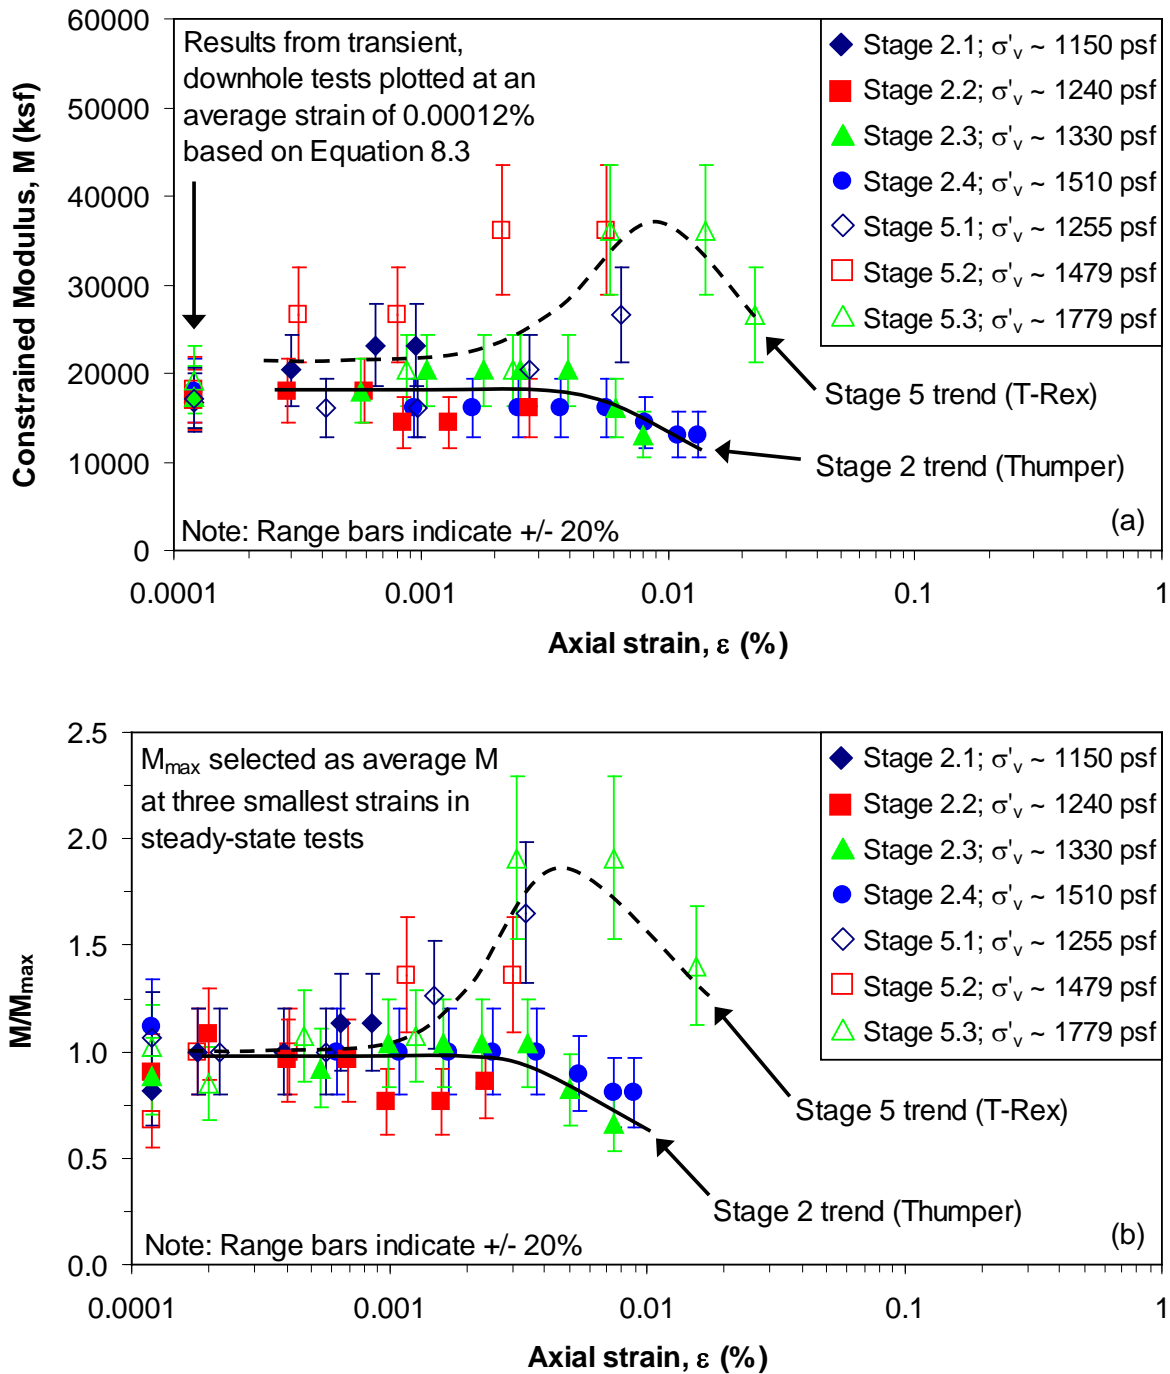 60000
50000
40000
30000
20000
10000
0
Constrained Modulus, M (ksf)
Results from transient,
downhole tests plotted at an
average strain of 0.00012%
based on Equation 8.3
Stage 2.1; σ'v ~ 1150 psf
Stage 2.2; σ'v ~ 1240 psf
Stage 2.3; σ'v ~ 1330 psf
Stage 2.4; σ'v ~ 1510 psf
Stage 5.1; σ'v ~ 1255 psf
Stage 5.2; σ'v ~ 1479 psf
Stage 5.3; σ'v ~ 1779 psf
Stage 5 trend (T-Rex)
Stage 2 trend (Thumper)
Note: Range bars indicate +/- 20%
(a)
0.0001 0.001 0.01 0.1 1
Axial strain, ε (%)
2.5
2.0
1.5
1.0
0.5
0.0
M/Mmax
Mmax selected as average M
at three smallest strains in
steady-state tests
Stage 2.1; σ'v ~ 1150 psf
Stage 2.2; σ'v ~ 1240 psf
Stage 2.3; σ'v ~ 1330 psf
Stage 2.4; σ'v ~ 1510 psf
Stage 5.1; σ'v ~ 1255 psf
Stage 5.2; σ'v ~ 1479 psf
Stage 5.3; σ'v ~ 1779 psf
Stage 5 trend (T-Rex)
Stage 2 trend (Thumper)
Note: Range bars indicate +/- 20%
(b)
0.0001 0.001 0.01 0.1 1
Axial strain, ε (%)